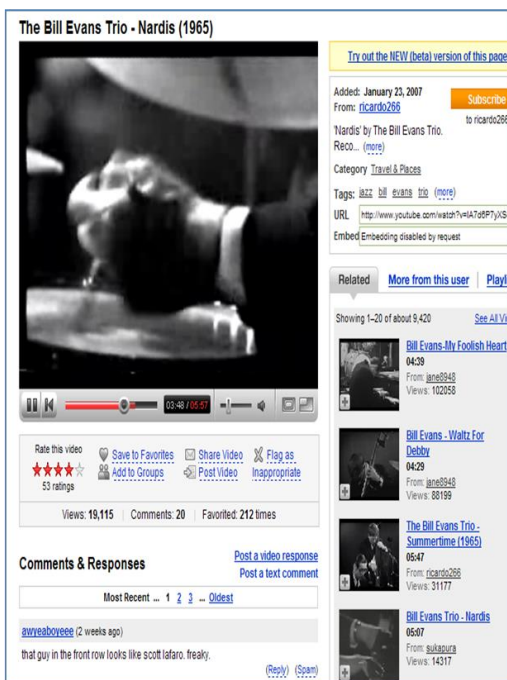 The Bill Evans Trio - Nardis (1965)
03:48 / 05:57
Rate this video
53 ratings
Save to Favorites
Add to Groups
Share Video
Post Video
Flag as
Inappropriate
Views: 19,115
Comments: 20
Favorited: 212 times
Comments & Responses
Post a video response
Post a text comment
Most Recent ... 1 2 3 ... Oldest
awyeaboyeee (2 weeks ago)
that guy in the front row looks like scott lafaro. freaky.
(Reply) (Spam)
Try out the NEW (beta) version of this page
Added: January 23, 2007
From: ricardo266
Subscribe
to ricardo266
'Nardis' by The Bill Evans Trio.
Reco... (more)
Category Travel & Places
Tags: jazz bill evans trio (more)
URL http://www.youtube.com/watch?v=
Embed Embedding disabled by request
Related
More from this user
Showing 1–20 of about 9,420
See All
Bill Evans-My Foolish Heart
04:39
From: jane8948
Views: 102058
Bill Evans - Waltz For
Debby
04:29
From: jane8948
Views: 88199
The Bill Evans Trio -
Summertime (1965)
05:47
From: ricardo266
Views: 31177
Bill Evans Trio - Nardis
05:07
From: sukapura
Views: 14317